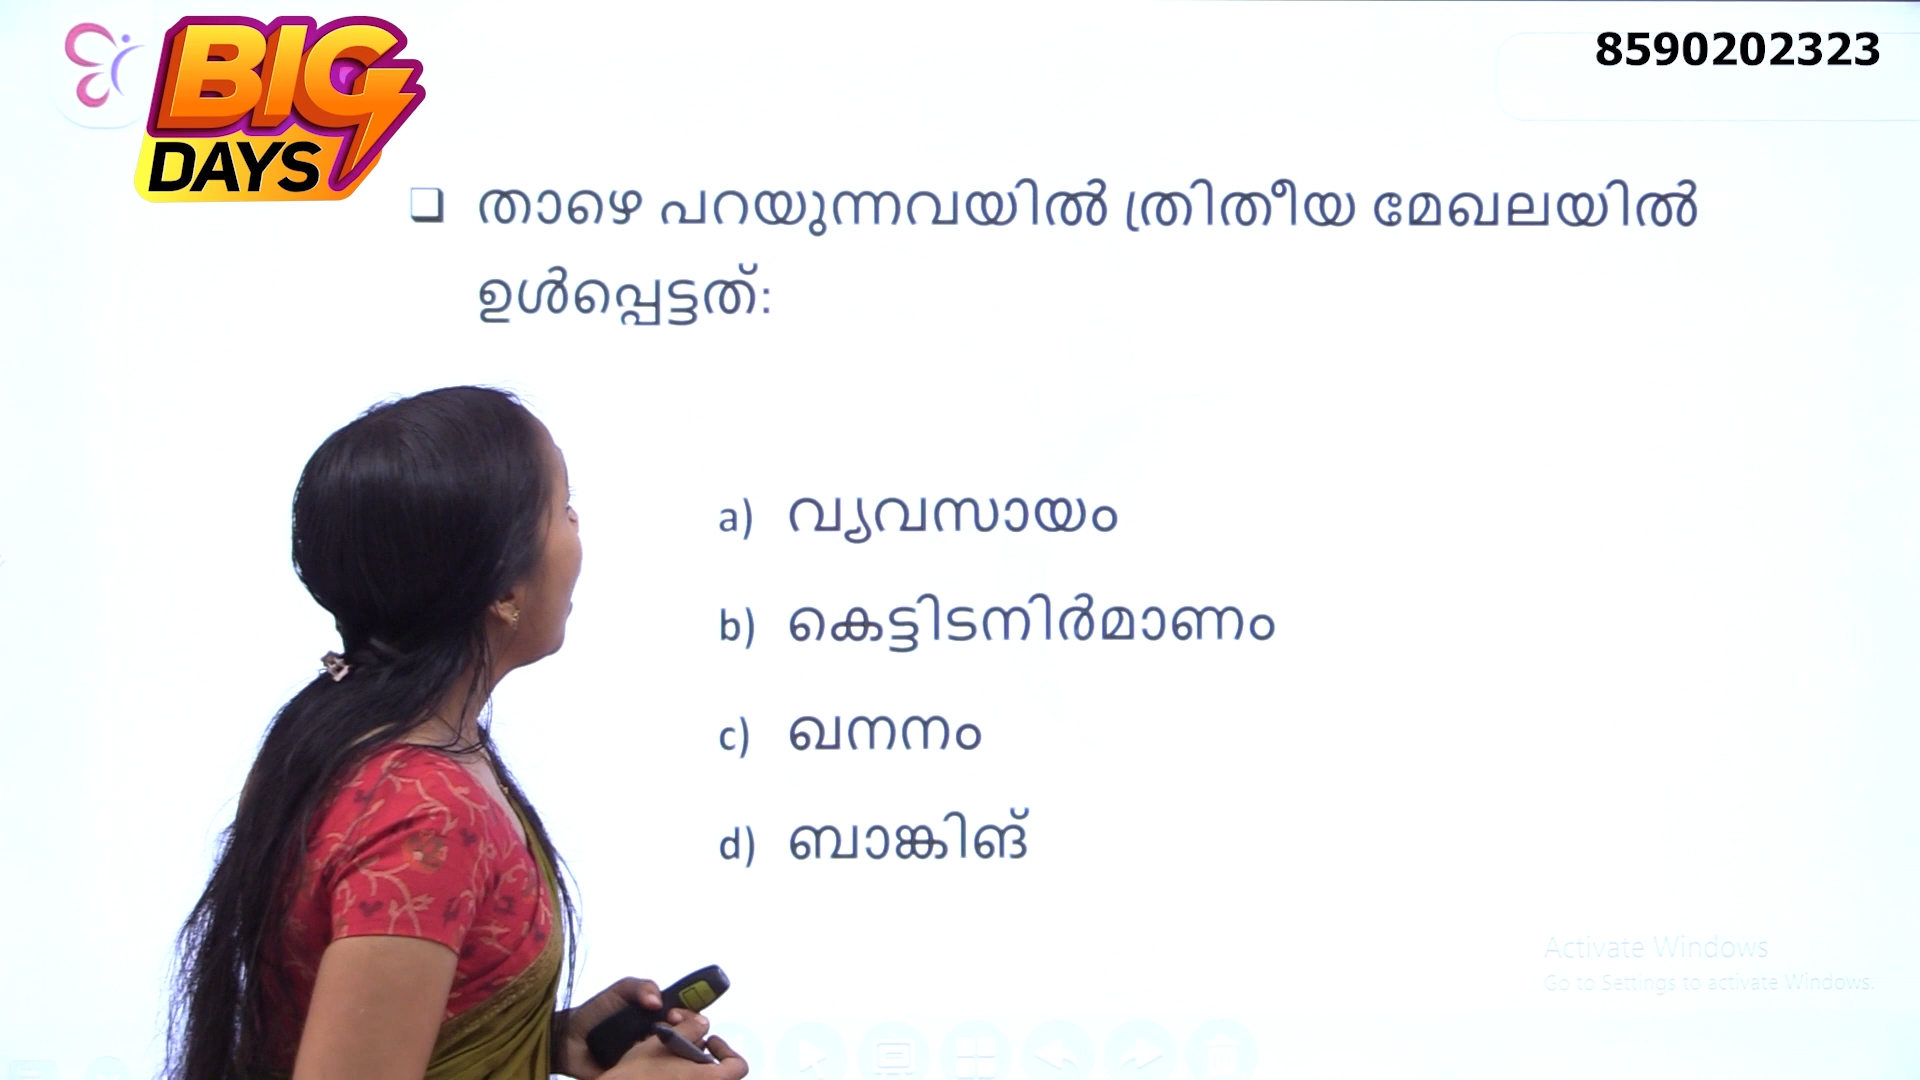 BIG
DAYS
8590202323
❑ താഴെ പറയുന്നവയിൽ ത്രിതീയ മേഖലയിൽ
ഉൾപ്പെട്ടത്:
a) വ്യവസായം
b) കെട്ടിടനിർമാണം
c) ഖനനം
d) ബാങ്കിങ്
Activate Windows
Go to Settings to activate Windows.